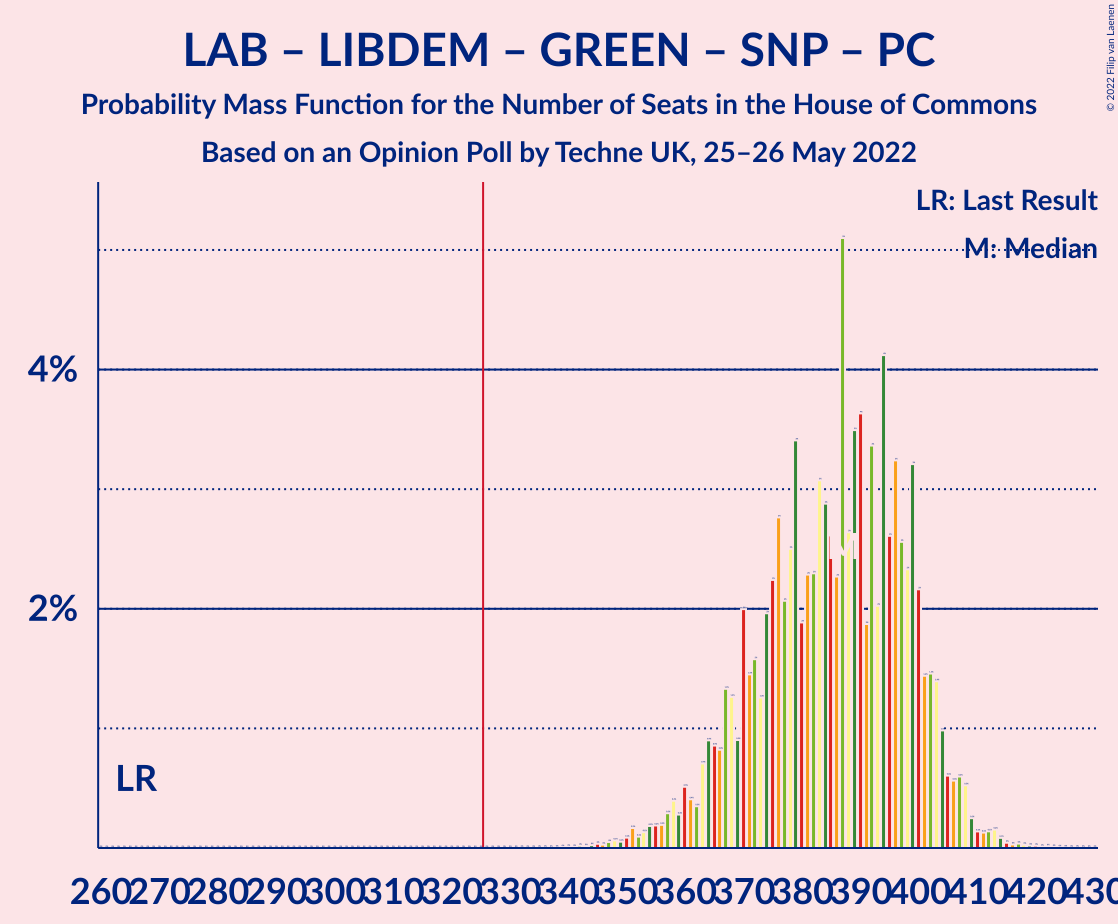 LAB – LIBDEM – GREEN – SNP – PC
Probability Mass Function for the Number of Seats in the House of Commons
Based on an Opinion Poll by Techne UK, 25–26 May 2022
© 2022 Filip van Laenen
LR: Last Result
M: Median
4%
2%
LR
260 270 280 290 300 310 320 330 340 350 360 370 380 390 400 410 420 430